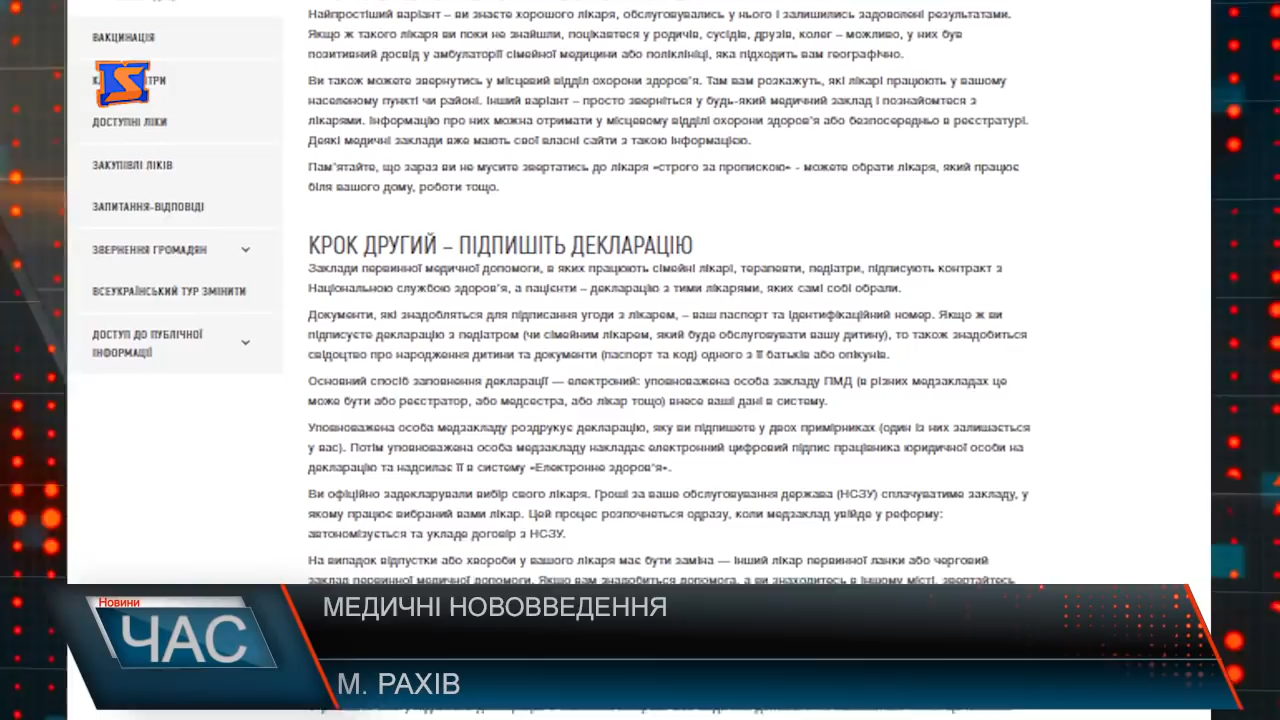 ВАКЦИНАЦІЯ
ДОСТУПНІ ЛІКИ
ЗАКУПІВЛІ ЛІКІВ
ЗАПИТАННЯ-ВІДПОВІДІ
ЗВЕРНЕННЯ ГРОМАДЯН
ВСЕУКРАЇНСЬКИЙ ТУР ЗМІНИТИ
ДОСТУП ДО ПУБЛІЧНОЇ
ІНФОРМАЦІЇ
Найпростіший варіант – ви знаєте хорошого лікаря, обслуговувались у нього і залишились задоволені результатами.
Якщо ж такого лікаря ви поки не знайшли, поцікавтеся у родичів, сусідів, друзів, колег – можливо, у них був
позитивний досвід у амбулаторії сімейної медицини або поліклініці, яка підходить вам географічно.
Ви також можете звернутись у місцевий відділ охорони здоров'я. Там вам розкажуть, які лікарі працюють у вашому
населеному пункті чи районі. Інший варіант – просто зверніться у будь-який медичний заклад і познайомтеся з
лікарями. Інформацію про них можна отримати у місцевому відділі охорони здоров'я або безпосередньо в реєстратурі.
Деякі медичні заклади вже мають свої власні сайти з такою інформацією.
Пам'ятайте, що зараз ви не мусите звертатись до лікаря «строго за пропискою» - можете обрати лікаря, який працює
біля вашого дому, роботи тощо.
КРОК ДРУГИЙ – ПІДПИШІТЬ ДЕКЛАРАЦІЮ
Заклади первинної медичної допомоги, в яких працюють сімейні лікарі, терапевти, педіатри, підписують контракт з
Національною службою здоров'я, а пацієнти – декларацію з тими лікарями, яких самі собі обрали.
Документи, які знадобляться для підписання угоди з лікарем, – ваш паспорт та ідентифікаційний номер. Якщо ж ви
підписуєте декларацію з педіатром (чи сімейним лікарем, який буде обслуговувати вашу дитину), то також знадобиться
свідоцтво про народження дитини та документи (паспорт та код) одного з її батьків або опікунів.
Основний спосіб заповнення декларації — електроний: уповноважена особа закладу ПМД (в різних медзакладах це
може бути або реєстратор, або медсестра, або лікар тощо) внесе ваші дані в систему.
Уповноважена особа медзакладу роздрукує декларацію, яку ви підпишете у двох примірниках (один із них залишається
у вас). Потім уповноважена особа медзакладу накладає електронний цифровий підпис працівника юридичної особи на
декларацію та надсилає її в систему «Електронне здоров'я».
Ви офіційно задекларували вибір свого лікаря. Гроші за ваше обслуговування держава (НСЗУ) сплачуватиме закладу, у
якому працює вибраний вами лікар. Цей процес розпочнеться одразу, коли медзаклад увійде у реформу:
автономізується та укладе договір з НСЗУ.
На випадок відпустки або хвороби у вашого лікаря має бути заміна — інший лікар первинної ланки або черговий
заклад первинної медичної допомоги. Якщо вам знадобиться допомога, а ви знаходитесь в іншому місті, звертайтесь
Новини
ЧАС
МЕДИЧНІ НОВОВВЕДЕННЯ
М. РАХІВ